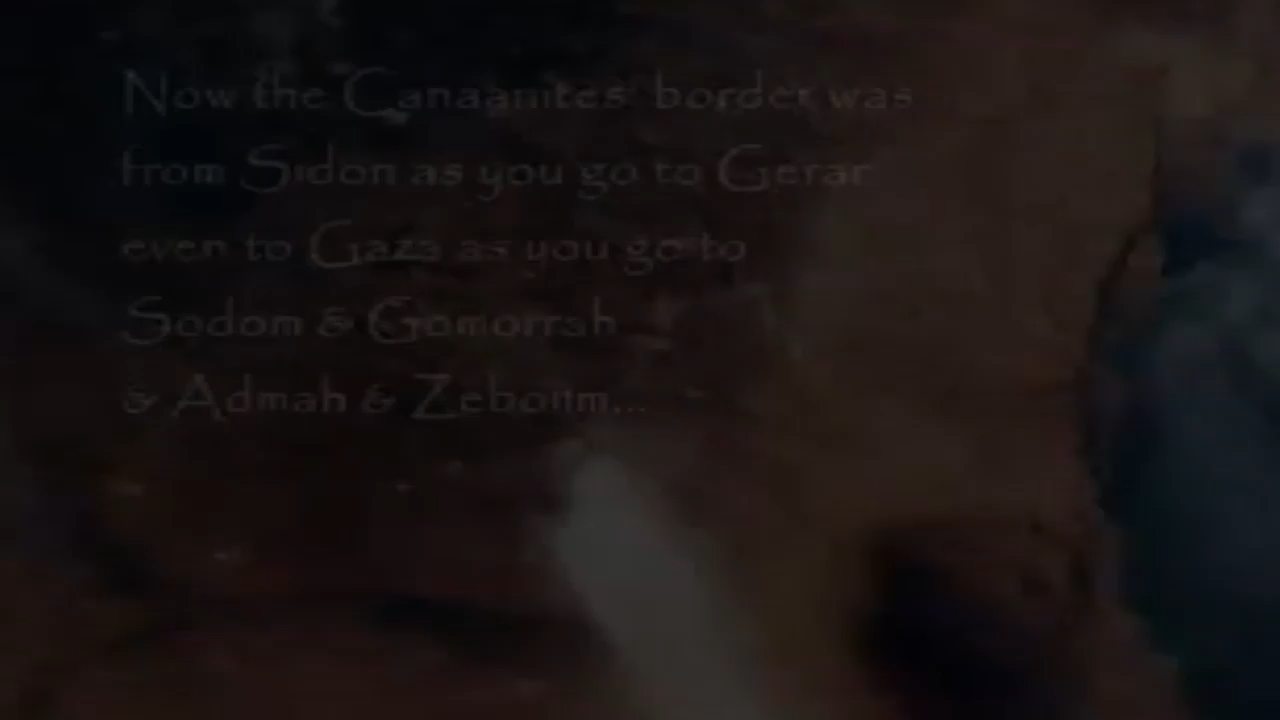 Now the Canaanites' border was
from Sidon as you go to Gerar
even to Gaza as you go to
Sodom & Gomorrah
& Admah & Zeboiim...